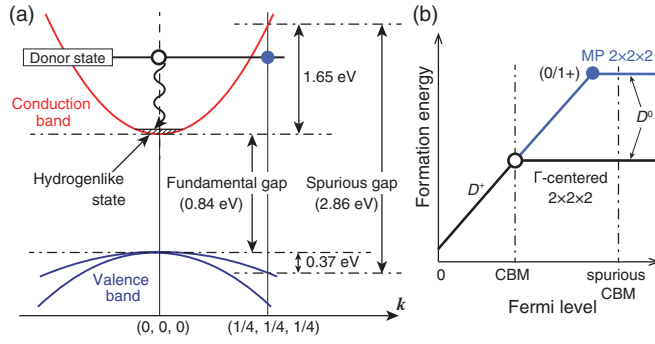 (a)
Donor state
Conduction
band
1.65 eV
Hydrogenlike
state
Fundamental gap
(0.84 eV)
Spurious gap
(2.86 eV)
Valence
band
0.37 eV
k
(0, 0, 0)
(1/4, 1/4, 1/4)
(b)
Formation energy
MP 2×2×2
(0/1+)
D⁰
D⁺
Γ-centered
2×2×2
0
CBM
spurious
CBM
Fermi level